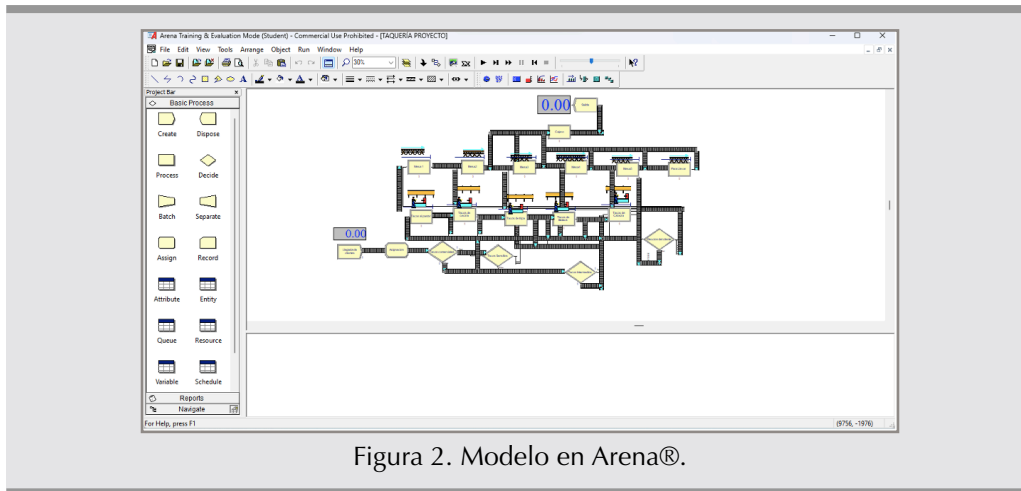 Arena Training & Evaluation Mode (Student) - Commercial Use Prohibited - [TAQUERÍA PROYECTO]
File Edit View Tools Arrange Object Run Window Help
30%
Project Bar
Basic Process
Create Dispose
Process Decide
Batch Separate
Assign Record
Attribute Entity
Queue Resource
Variable Schedule
Reports
Navigate
0.00
0.00
For Help, press F1
(9756, -1976)
Figura 2. Modelo en Arena®.